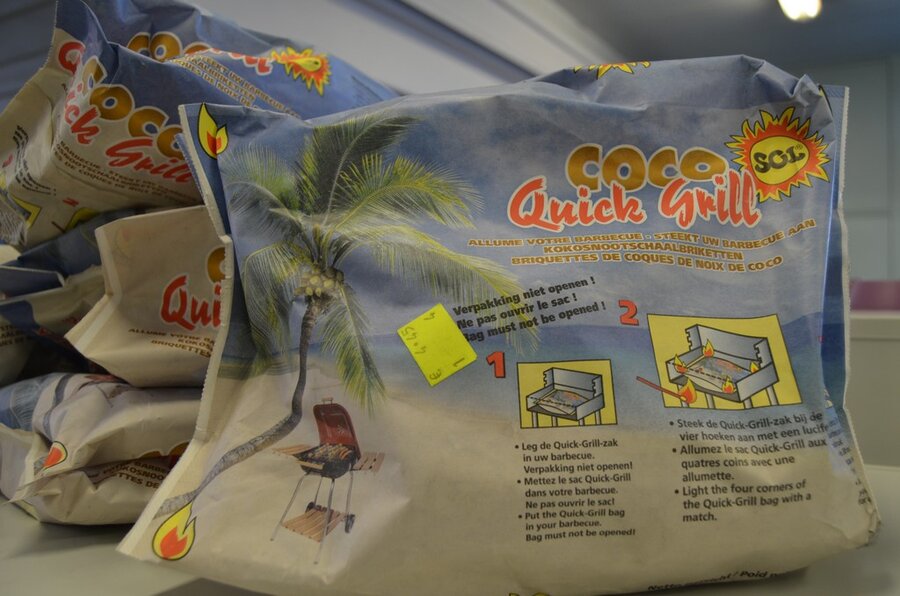 COCO
Quick Grill
SOL
ALLUME VOTRE BARBECUE - STEEKT UW BARBECUE AAN
KOKOSNOOTSCHAALBRIKETTEN
BRIQUETTES DE COQUES DE NOIX DE COCO
Verpakking niet openen !
Ne pas ouvrir le sac !
Bag must not be opened !
1
2
• Leg de Quick-Grill-zak
in uw barbecue.
Verpakking niet openen!
• Mettez le sac Quick-Grill
dans votre barbecue.
Ne pas ouvrir le sac!
• Put the Quick-Grill bag
in your barbecue.
Bag must not be opened!
• Steek de Quick-Grill-zak bij de
vier hoeken aan met een lucife
• Allumez le sac Quick-Grill aux
quatres coins avec une
allumette.
• Light the four corners of
the Quick-Grill bag with a
match.
COCO
Quick Grill
COCO
Quick Grill